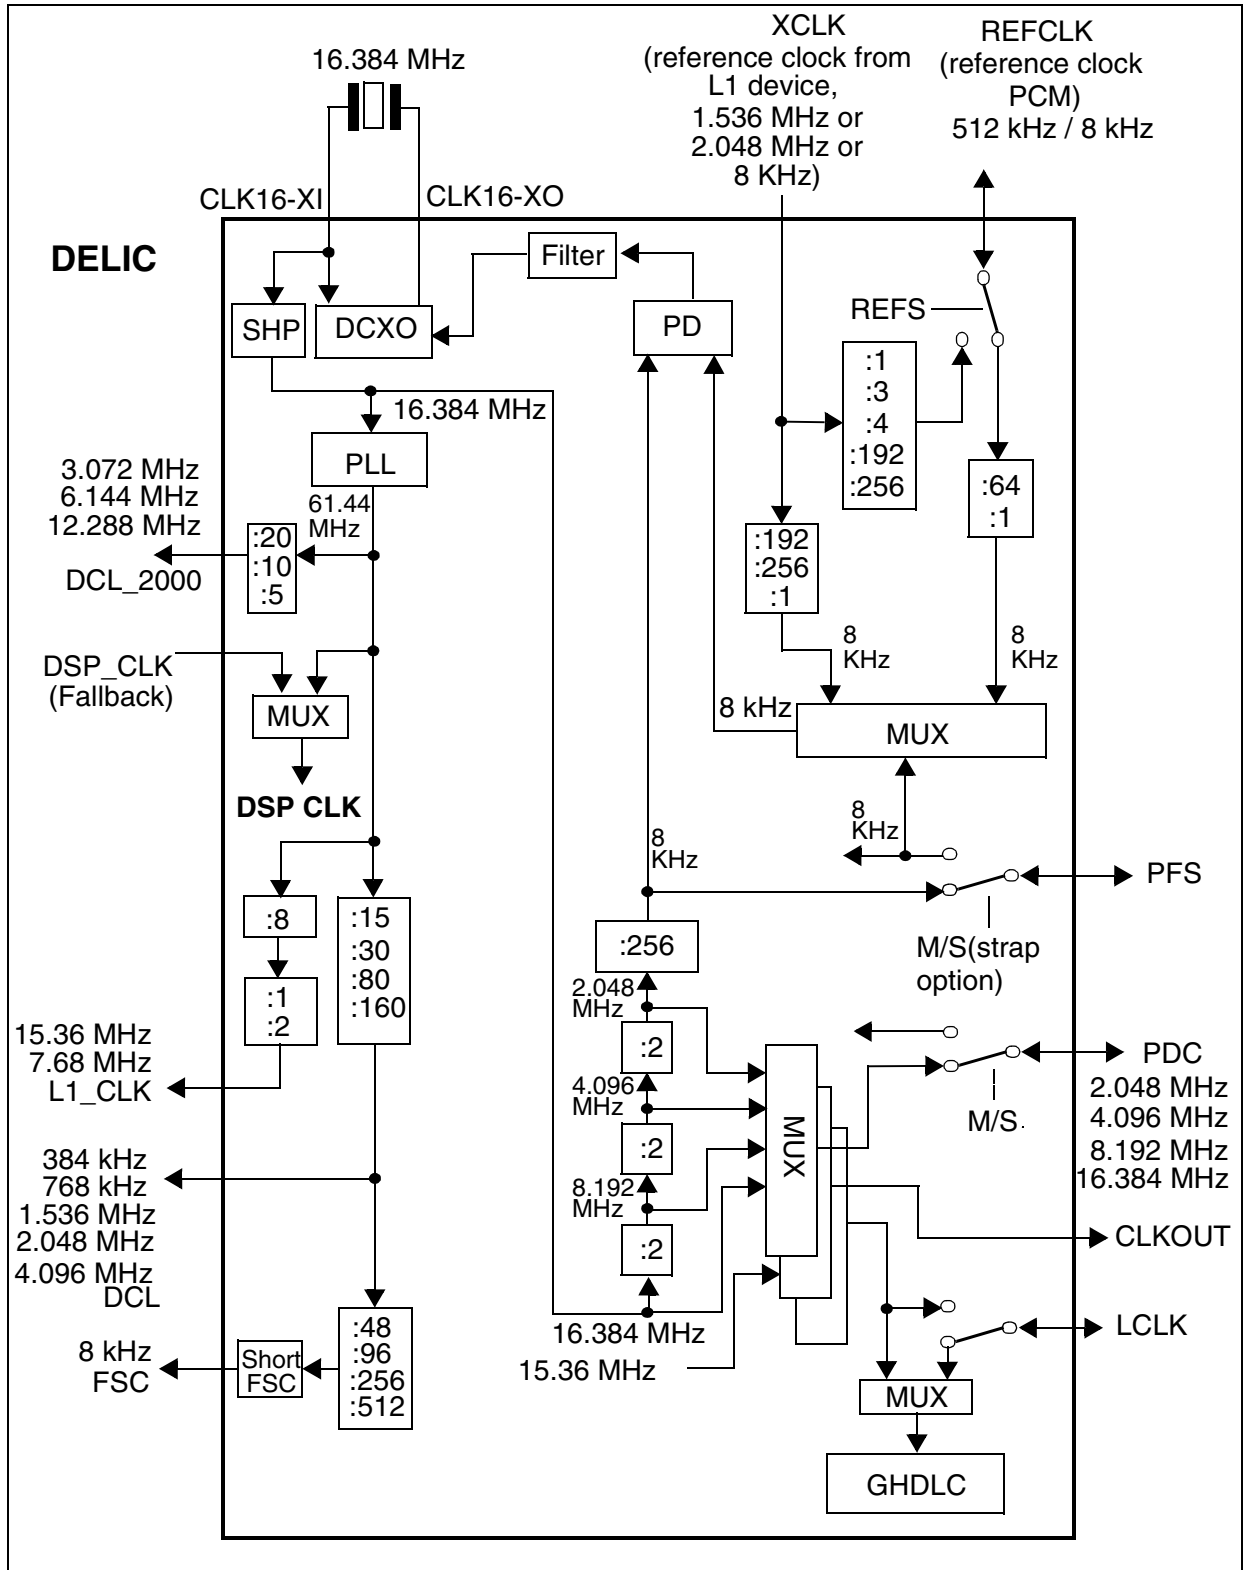 XCLK
(reference clock from
L1 device,
1.536 MHz or
2.048 MHz or
8 KHz)
REFCLK
(reference clock
PCM)
512 kHz / 8 kHz
16.384 MHz
CLK16-XI
CLK16-XO
DELIC
Filter
SHP
DCXO
PD
REFS
:1
:3
:4
:192
:256
16.384 MHz
PLL
61.44
MHz
3.072 MHz
6.144 MHz
12.288 MHz
DCL_2000
:20
:10
:5
:192
:256
:1
:64
:1
8
KHz
8
KHz
DSP_CLK
(Fallback)
MUX
DSP CLK
8 kHz
MUX
8
KHz
8
KHz
PFS
M/S(strap
option)
:8
:15
:30
:80
:160
:1
:2
:256
2.048
MHz
:2
4.096
MHz
:2
8.192
MHz
:2
MUX
15.36 MHz
7.68 MHz
L1_CLK
PDC
2.048 MHz
4.096 MHz
8.192 MHz
16.384 MHz
M/S.
384 kHz
768 kHz
1.536 MHz
2.048 MHz
4.096 MHz
DCL
CLKOUT
16.384 MHz
15.36 MHz
LCLK
8 kHz
FSC
Short
FSC
:48
:96
:256
:512
MUX
GHDLC